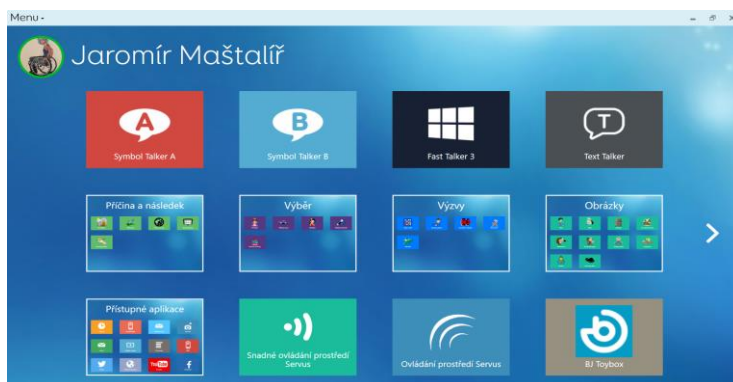 Menu
Jaromír Maštalíř
A
Symbol Talker A
B
Symbol Talker B
Fast Talker 3
T
Text Talker
Příčina a následek
Výběr
Výzvy
Obrázky
Přístupné aplikace
YouTube
f
Snadné ovládání prostředí
Servus
Ovládání prostředí Servus
BJ Toybox